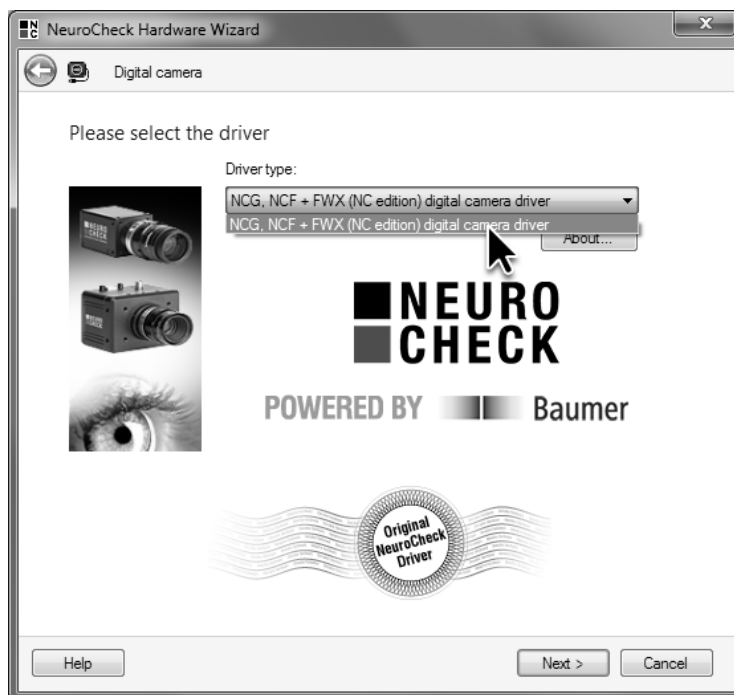 NeuroCheck Hardware Wizard
Digital camera
Please select the driver
Driver type:
NCG, NCF + FWX (NC edition) digital camera driver
NCG, NCF + FWX (NC edition) digital camera driver
About...
NEURO
CHECK
POWERED BY Baumer
Original
NeuroCheck
Driver
Help
Next >
Cancel